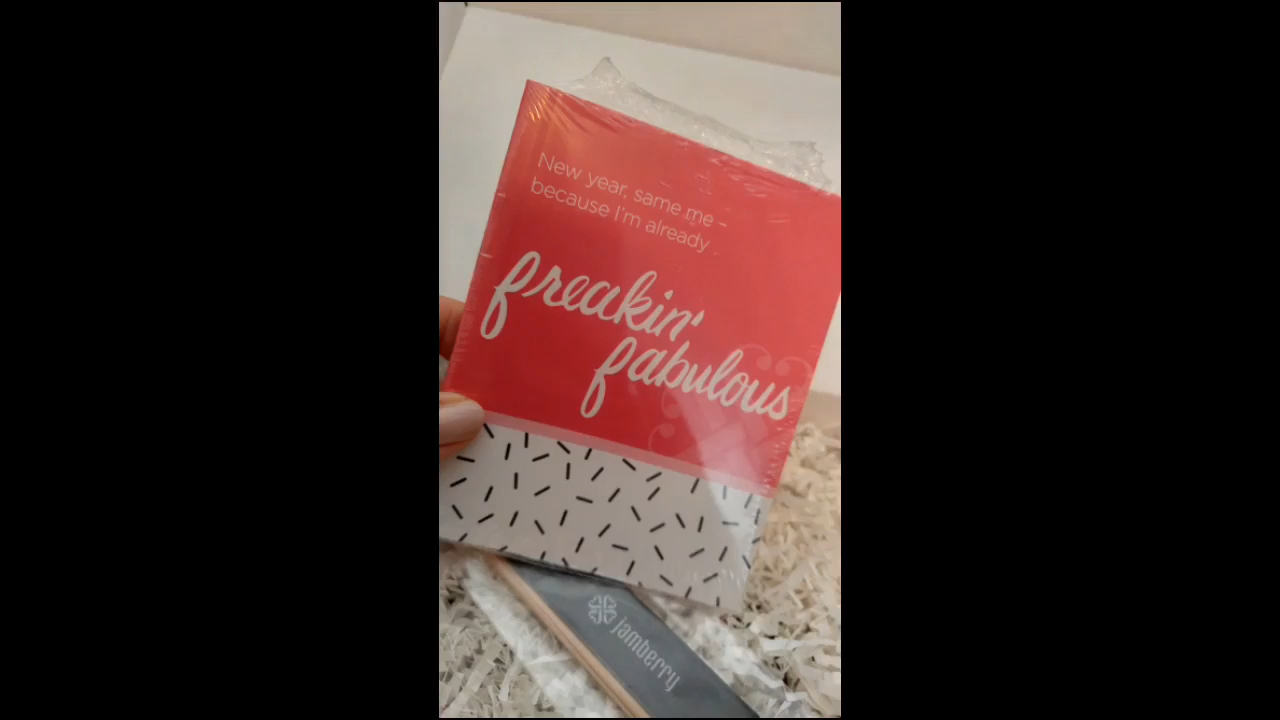 New year, same me –
because I'm already
freakin'
fabulous
jamberry